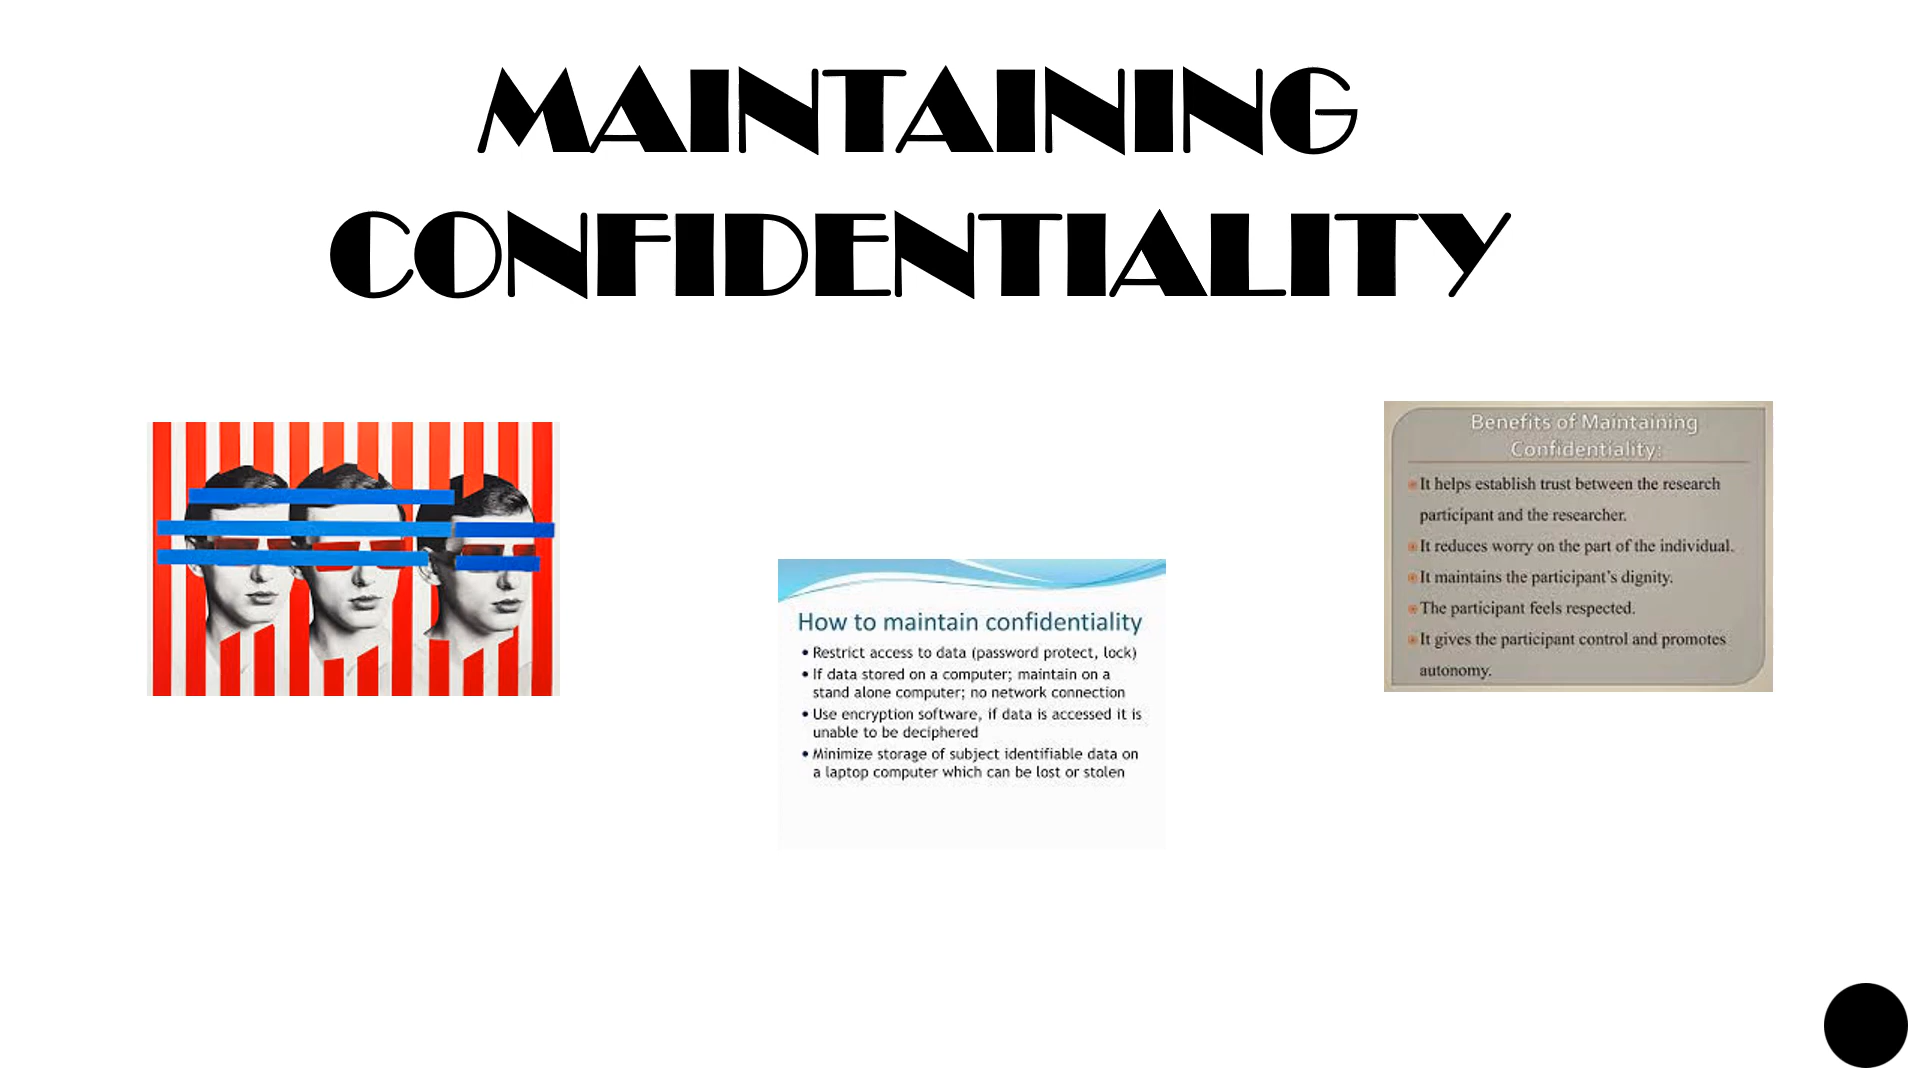 MAINTAINING
CONFIDENTIALITY
How to maintain confidentiality
• Restrict access to data (password protect, lock)
• If data stored on a computer; maintain on a
stand alone computer; no network connection
• Use encryption software, if data is accessed it is
unable to be deciphered
• Minimize storage of subject identifiable data on
a laptop computer which can be lost or stolen
Benefits of Maintaining
Confidentiality:
It helps establish trust between the research
participant and the researcher.
It reduces worry on the part of the individual.
It maintains the participant's dignity.
The participant feels respected.
It gives the participant control and promotes
autonomy.